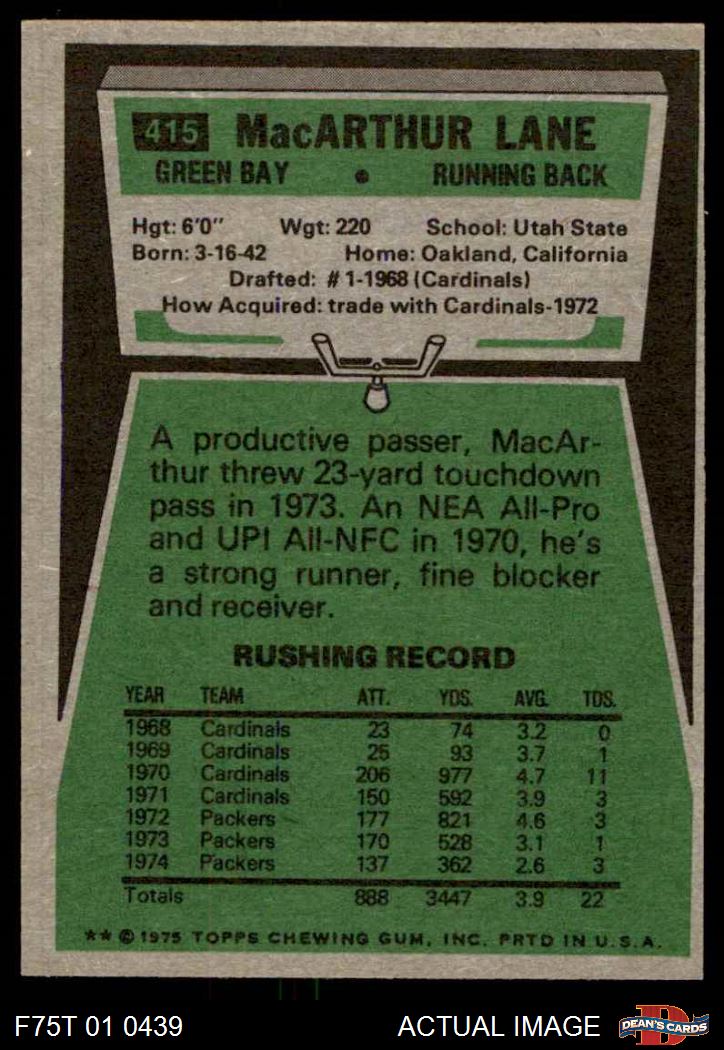 415 MacARTHUR LANE
GREEN BAY • RUNNING BACK
Hgt: 6'0" Wgt: 220 School: Utah State
Born: 3-16-42 Home: Oakland, California
Drafted: #1-1968 (Cardinals)
How Acquired: trade with Cardinals-1972
A productive passer, MacAr-
thur threw 23-yard touchdown
pass in 1973. An NEA All-Pro
and UPI All-NFC in 1970, he's
a strong runner, fine blocker
and receiver.
RUSHING RECORD
YEAR TEAM ATT. YDS. AVG. TDS.
1968 Cardinals 23 74 3.2 0
1969 Cardinals 25 93 3.7 1
1970 Cardinals 206 977 4.7 11
1971 Cardinals 150 592 3.9 3
1972 Packers 177 821 4.6 3
1973 Packers 170 528 3.1 1
1974 Packers 137 362 2.6 3
Totals 888 3447 3.9 22
** © 1975 TOPPS CHEWING GUM, INC. PRTD IN U.S.A.
F75T 01 0439 ACTUAL IMAGE D DEAN'S CARDS